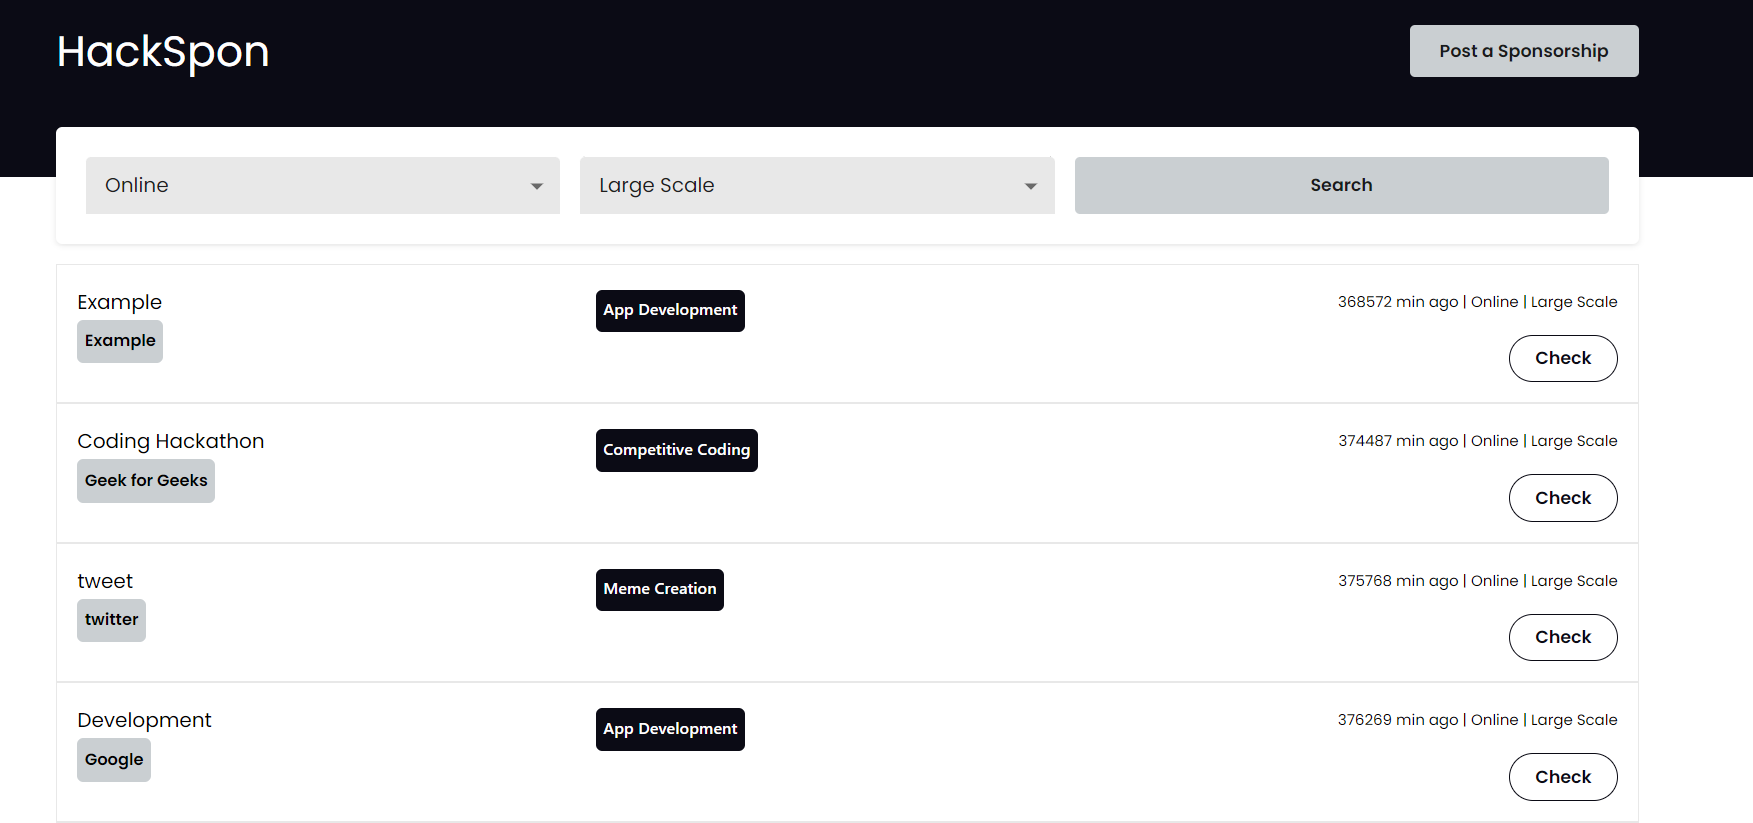 HackSpon
Post a Sponsorship
Online
Large Scale
Search
Example
Example
App Development
368572 min ago | Online | Large Scale
Check
Coding Hackathon
Geek for Geeks
Competitive Coding
374487 min ago | Online | Large Scale
Check
tweet
twitter
Meme Creation
375768 min ago | Online | Large Scale
Check
Development
Google
App Development
376269 min ago | Online | Large Scale
Check